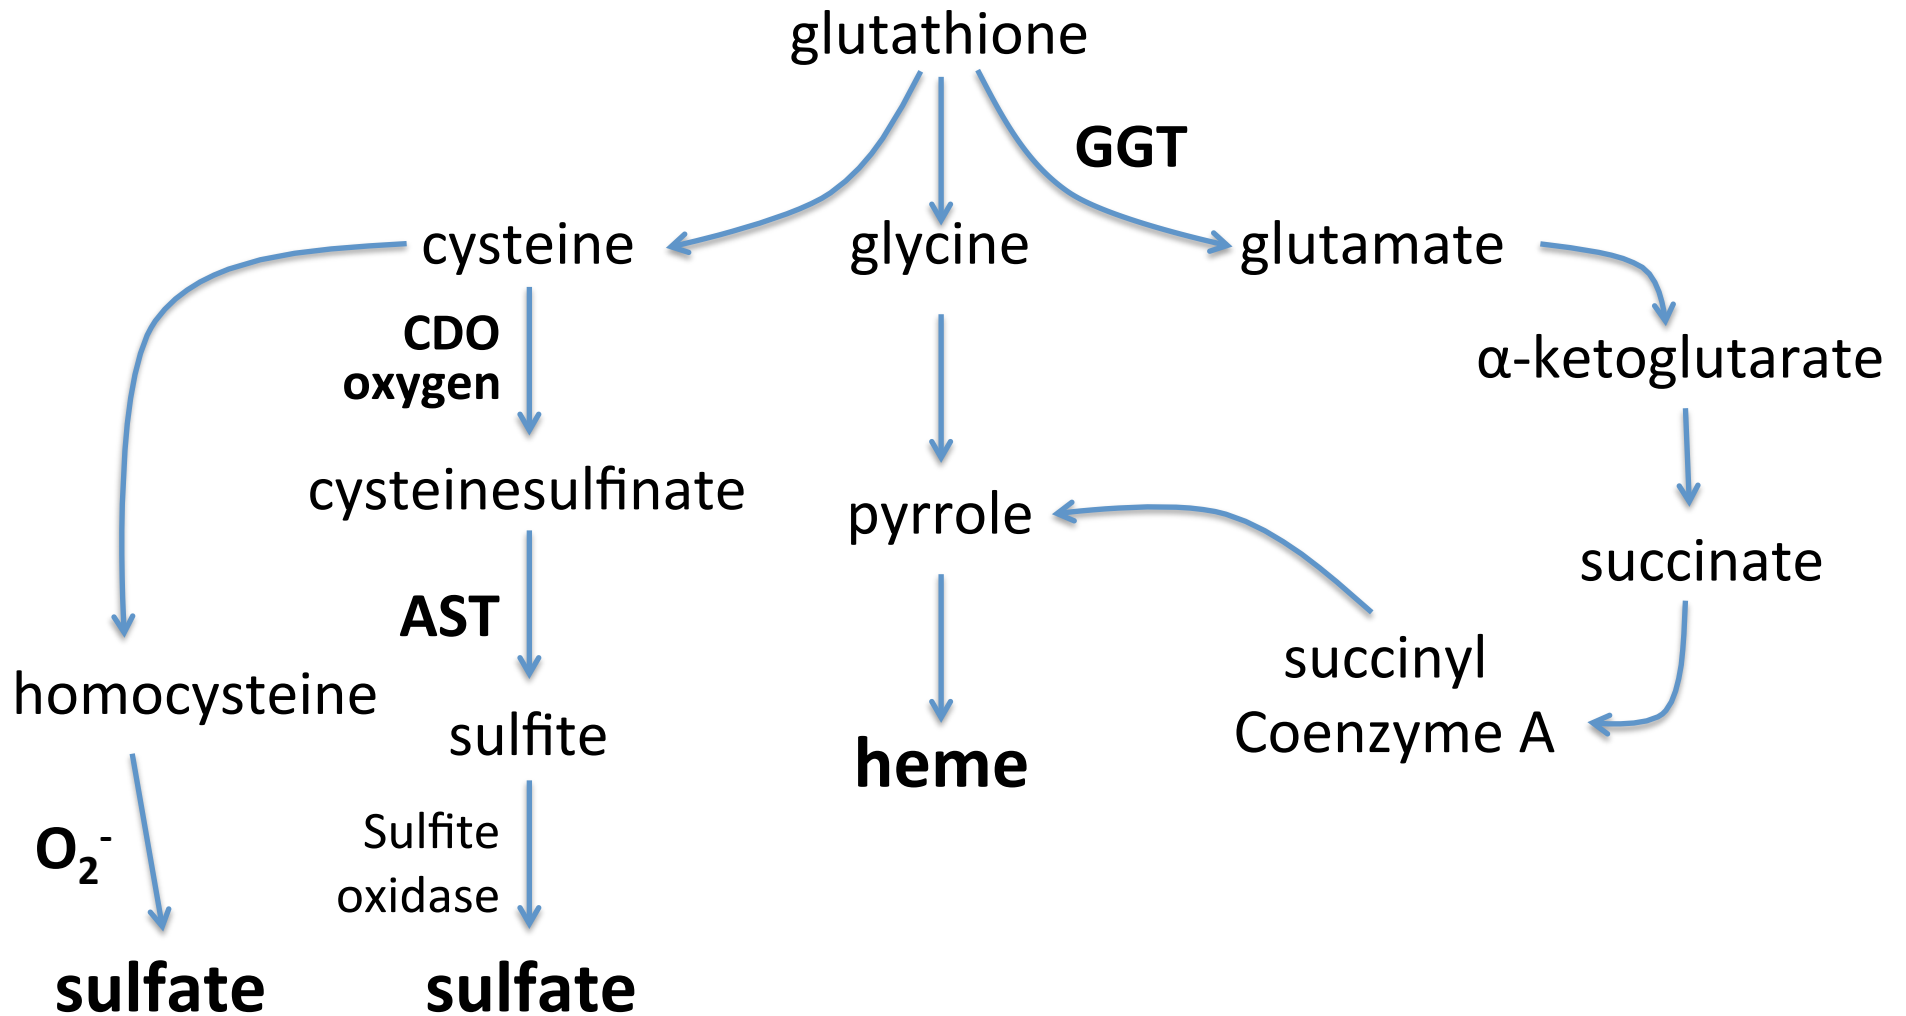 glutathione
GGT
cysteine
glycine
glutamate
CDO
oxygen
α-ketoglutarate
cysteinesulfinate
pyrrole
succinate
AST
homocysteine
sulfite
succinyl
Coenzyme A
heme
O₂⁻
Sulfite
oxidase
sulfate
sulfate